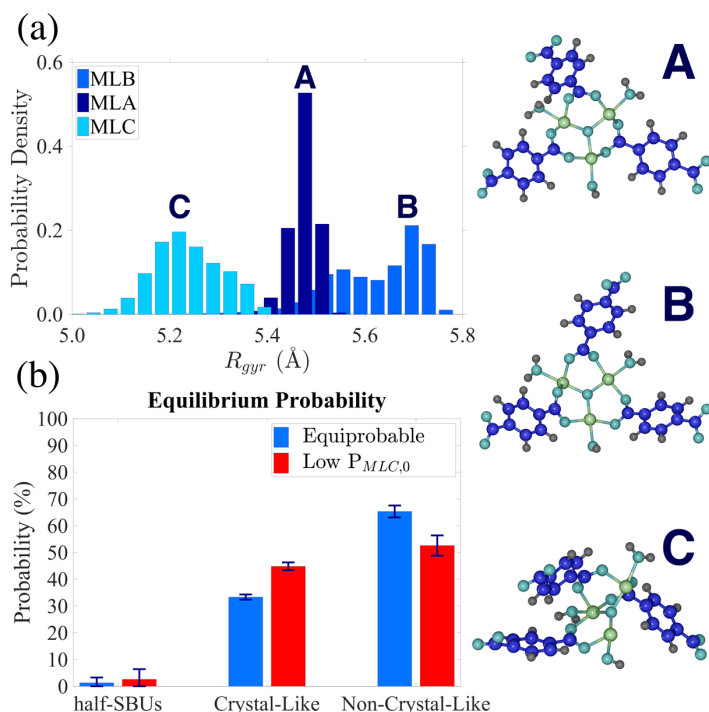 (a)
0.6
0.4
0.2
0.0
Probability Density
MLB
MLA
MLC
A
B
C
5.0 5.2 5.4 5.6 5.8
R_gyr (Å)
(b)
Equilibrium Probability
100
90
80
70
60
50
40
30
20
10
0
Probability (%)
Equiprobable
Low P_MLC,0
half-SBUs Crystal-Like Non-Crystal-Like
A
B
C